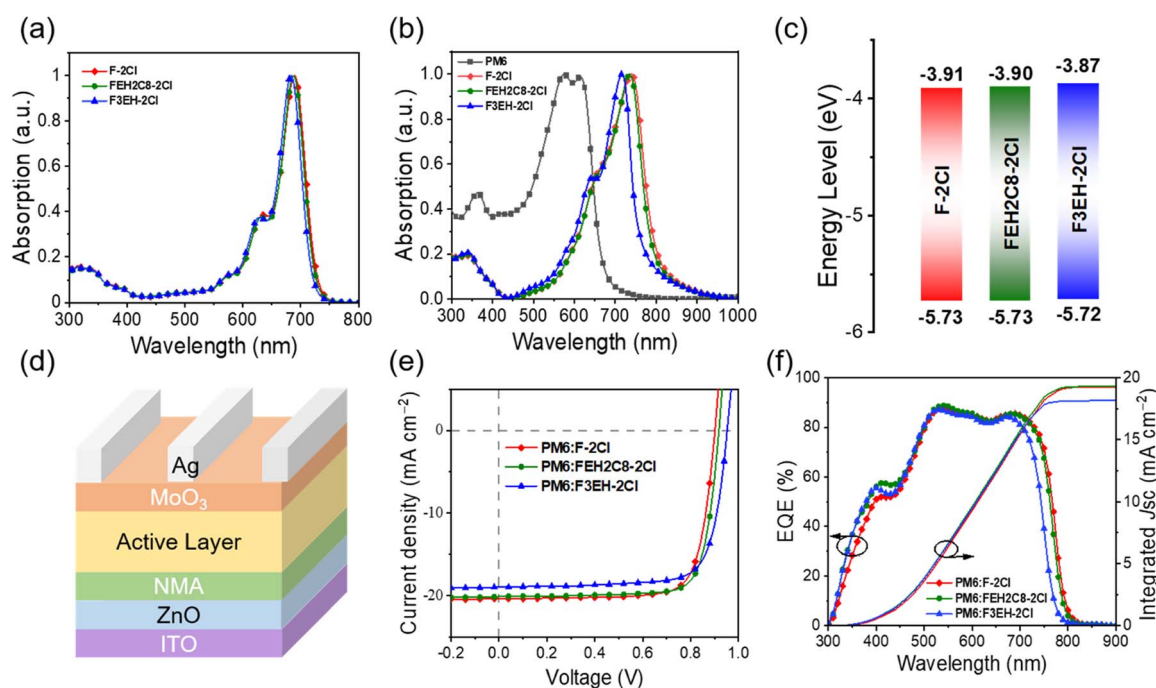 (a)
F-2Cl
FEH2C8-2Cl
F3EH-2Cl
Absorption (a.u.)
1.0
0.8
0.6
0.4
0.2
0
300 400 500 600 700 800
Wavelength (nm)
(b)
PM6
F-2Cl
FEH2C8-2Cl
F3EH-2Cl
Absorption (a.u.)
1.0
0.8
0.6
0.4
0.2
0.0
300 400 500 600 700 800 900 1000
Wavelength (nm)
(c)
Energy Level (eV)
-4
-5
-6
-3.91 -3.90 -3.87
F-2Cl
FEH2C8-2Cl
F3EH-2Cl
-5.73 -5.73 -5.72
(d)
Ag
MoO₃
Active Layer
NMA
ZnO
ITO
(e)
Current density (mA cm⁻²)
0
-10
-20
PM6:F-2Cl
PM6:FEH2C8-2Cl
PM6:F3EH-2Cl
-0.2 0.0 0.2 0.4 0.6 0.8 1.0
Voltage (V)
(f)
EQE (%)
100
80
60
40
20
0
PM6:F-2Cl
PM6:FEH2C8-2Cl
PM6:F3EH-2Cl
20
15
10
5
0
Integrated Jsc (mA cm⁻²)
300 400 500 600 700 800 900
Wavelength (nm)